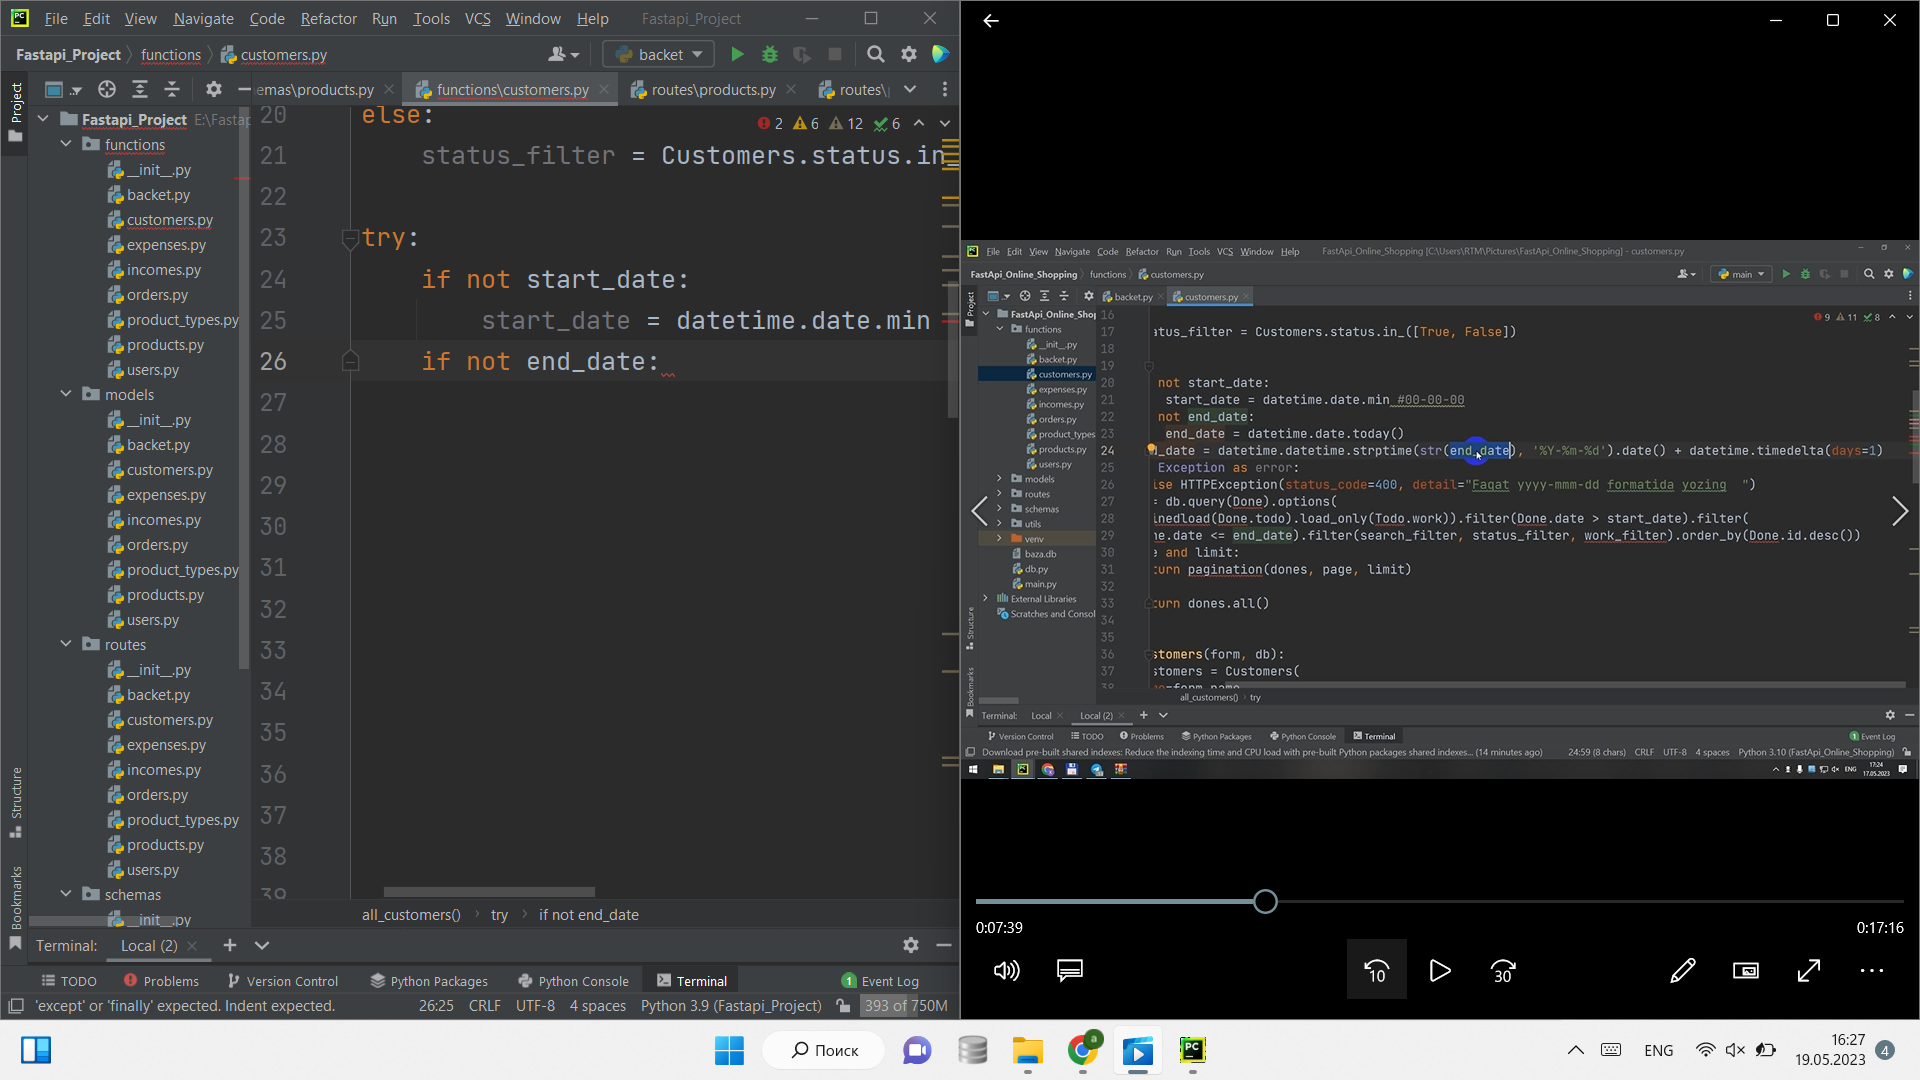 File Edit View Navigate Code Refactor Run Tools VCS Window Help Fastapi_Project
Fastapi_Project functions customers.py backet
Project
emas\products.py functions\customers.py routes\products.py routes\
Fastapi_Project E:\Fastap
functions
__init__.py
backet.py
customers.py
expenses.py
incomes.py
orders.py
product_types.py
products.py
users.py
models
__init__.py
backet.py
customers.py
expenses.py
incomes.py
orders.py
product_types.py
products.py
users.py
routes
__init__.py
backet.py
customers.py
expenses.py
incomes.py
orders.py
product_types.py
products.py
users.py
schemas
__init__.py
Structure
Bookmarks
2 6 12 6
20 else:
21 status_filter = Customers.status.in_
22
23 try:
24 if not start_date:
25 start_date = datetime.date.min
26 if not end_date:
27
28
29
30
31
32
33
34
35
36
37
38
39
all_customers() try if not end_date
Terminal: Local (2)
TODO Problems Version Control Python Packages Python Console Terminal 1 Event Log
'except' or 'finally' expected. Indent expected. 26:25 CRLF UTF-8 4 spaces Python 3.9 (Fastapi_Project) 393 of 750M
File Edit View Navigate Code Refactor Run Tools VCS Window Help FastApi_Online_Shopping [C:\Users\RTM\Pictures\FastApi_Online_Shopping] - customers.py
FastApi_Online_Shopping functions customers.py main
Project
backet.py customers.py
FastApi_Online_Shop
functions
__init__.py
backet.py
customers.py
expenses.py
incomes.py
orders.py
product_types
products.py
users.py
models
routes
schemas
utils
venv
baza.db
db.py
main.py
External Libraries
Scratches and Consol
Structure
Bookmarks
9 11 8
16
17 atus_filter = Customers.status.in_([True, False])
18
19
20 not start_date:
21 start_date = datetime.date.min #00-00-00
22 not end_date:
23 end_date = datetime.date.today()
24 _date = datetime.datetime.strptime(str(end_date), '%Y-%m-%d').date() + datetime.timedelta(days=1)
25 Exception as error:
26 ise HTTPException(status_code=400, detail="Faqat yyyy-mmm-dd formatida yozing ")
27 = db.query(Done).options(
28 inedload(Done.todo).load_only(Todo.work)).filter(Done.date > start_date).filter(
29 ne.date <= end_date).filter(search_filter, status_filter, work_filter).order_by(Done.id.desc())
30 e and limit:
31 turn pagination(dones, page, limit)
32
33 turn dones.all()
34
35
36 stomers(form, db):
37 stomers = Customers(
38 me=form.name
all_customers() try
Terminal: Local Local (2)
Version Control TODO Problems Python Packages Python Console Terminal Event Log
Download pre-built shared indexes: Reduce the indexing time and CPU load with pre-built Python packages shared indexes... (14 minutes ago) 24:59 (8 chars) CRLF UTF-8 4 spaces Python 3.10 (FastApi_Online_Shopping)
ENG 17:24
17.05.2023
0:07:39 0:17:16
10 30
Поиск PC ENG 16:27
19.05.2023 4